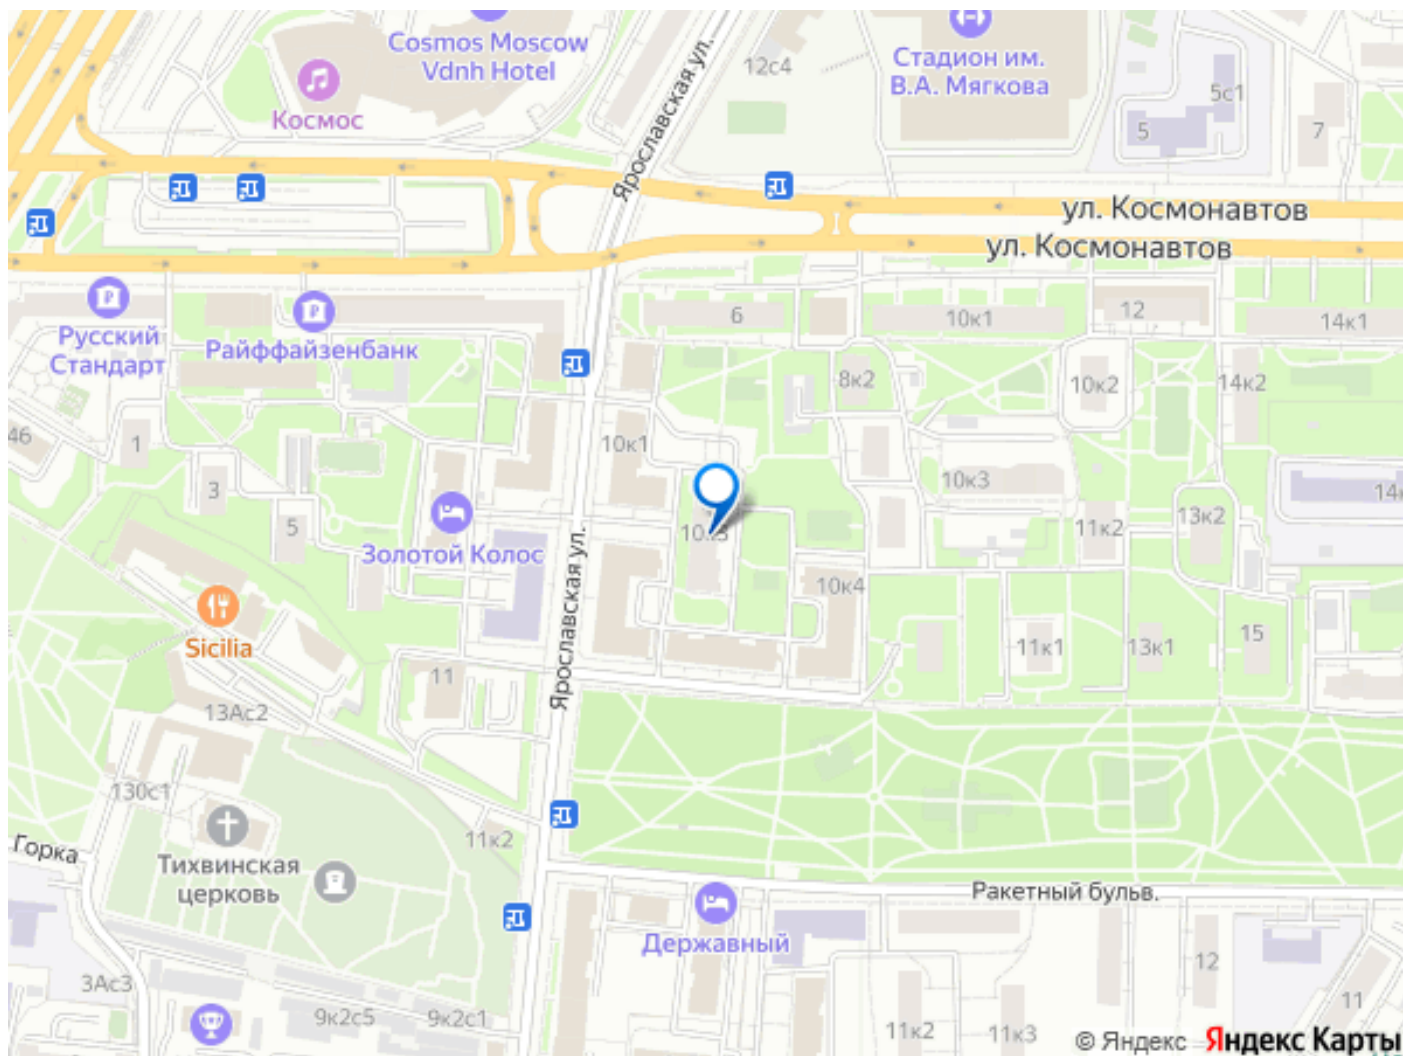 Cosmos Moscow
Vdnh Hotel
Космос
Ярославская ул.
12с4
Стадион им.
В.А. Мягкова
5с1
5
7
ул. Космонавтов
ул. Космонавтов
Русский
Стандарт
Райффайзенбанк
6
10к1
12
14к1
8к2
10к2
14к2
46
1
3
5
10к1
10к3
11к2
13к2
Золотой Колос
Ярославская ул.
10к4
Sicilia
11
13Ас2
11к1
13к1
15
130с1
Горка
Тихвинская
церковь
11к2
Ракетный бульв.
Державный
3Ас3
9к2с5
9к2с1
12
11
11к2
11к3
© Яндекс
Яндекс Карты